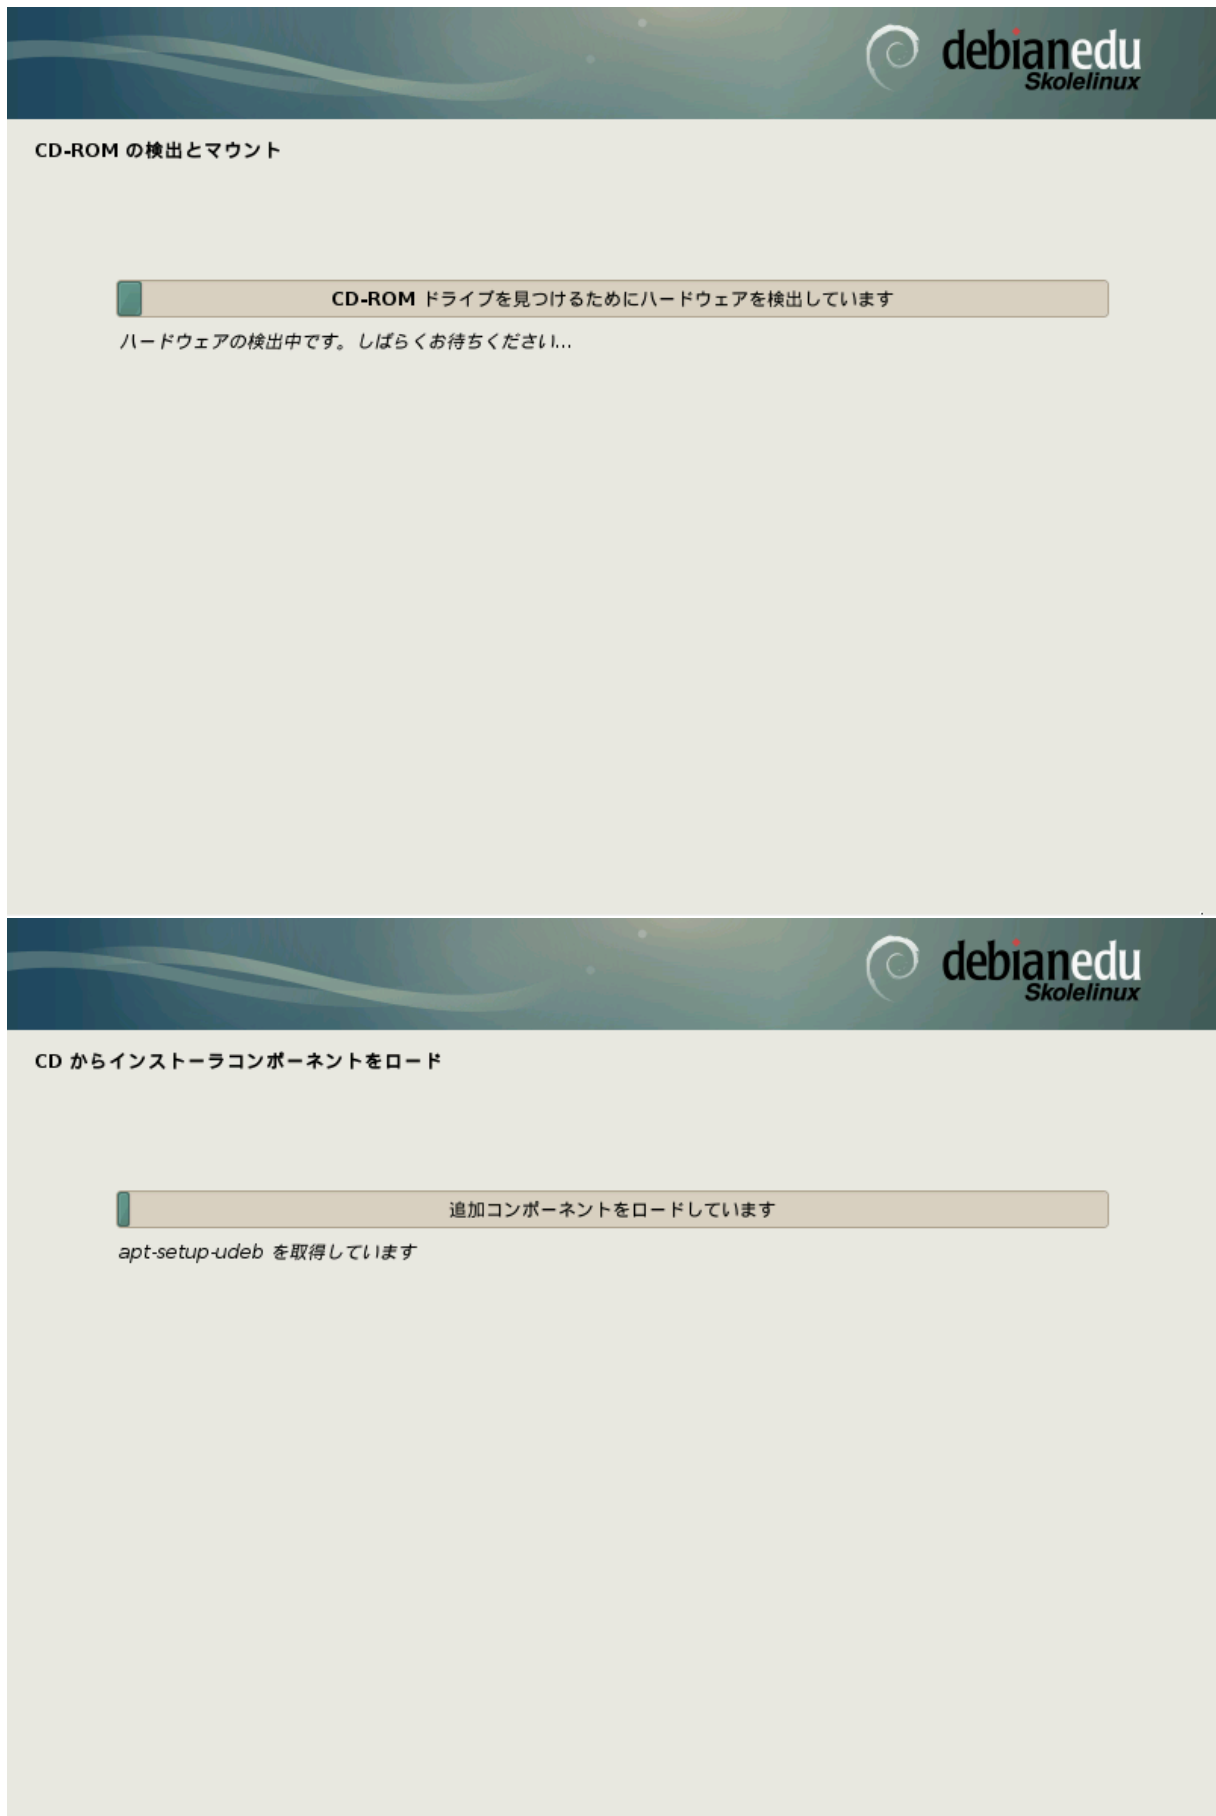 debianedu
Skolelinux
CD-ROM の検出とマウント
CD-ROM ドライブを見つけるためにハードウェアを検出しています
ハードウェアの検出中です。しばらくお待ちください...
debianedu
Skolelinux
CD からインストーラコンポーネントをロード
追加コンポーネントをロードしています
apt-setup-udeb を取得しています